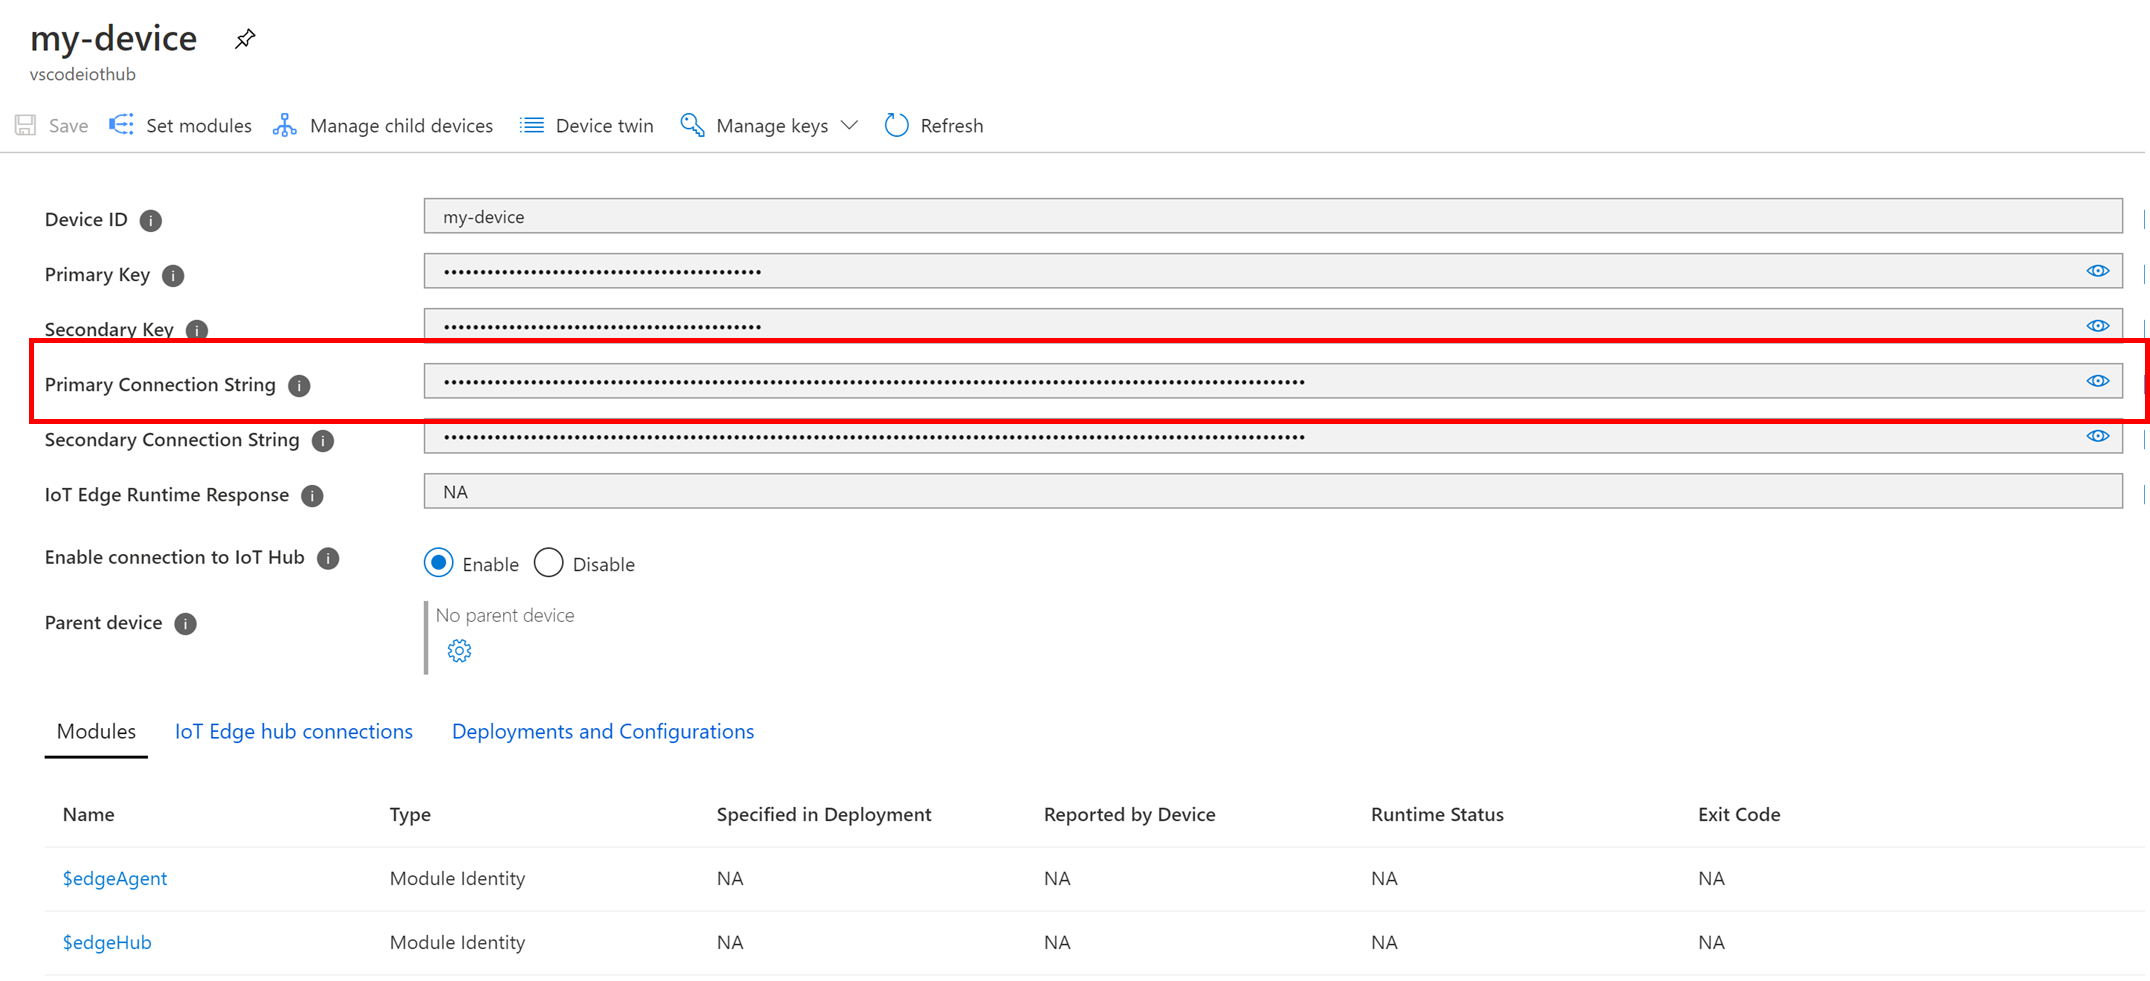 my-device
vscodeiothub
Save Set modules Manage child devices Device twin Manage keys Refresh
Device ID my-device
Primary Key ••••••••••••••••••••••••••••••••••••••••••••
Secondary Key ••••••••••••••••••••••••••••••••••••••••••••
Primary Connection String
Secondary Connection String
IoT Edge Runtime Response NA
Enable connection to IoT Hub Enable Disable
Parent device No parent device
Modules IoT Edge hub connections Deployments and Configurations
Name Type Specified in Deployment Reported by Device Runtime Status Exit Code
$edgeAgent Module Identity NA NA NA NA
$edgeHub Module Identity NA NA NA NA